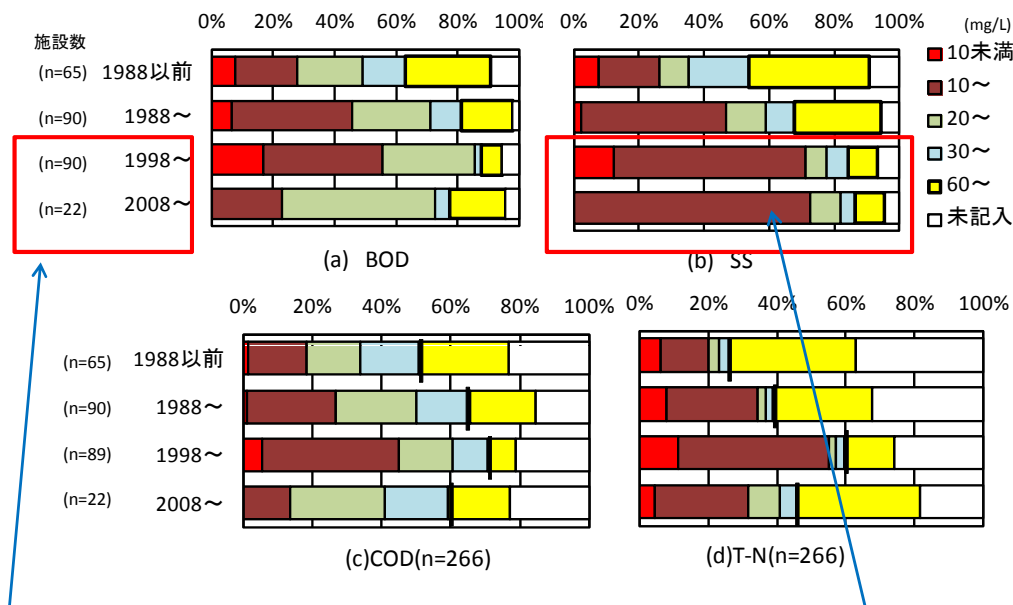 0% 20% 40% 60% 80% 100% 0% 20% 40% 60% 80% 100% (mg/L)
施設数
(n=65) 1988以前
(n=90) 1988～
(n=90) 1998～
(n=22) 2008～
10未満
10～
20～
30～
60～
未記入
(a) BOD (b) SS
0% 20% 40% 60% 80% 100% 0% 20% 40% 60% 80% 100%
(n=65) 1988以前
(n=90) 1988～
(n=89) 1998～
(n=22) 2008～
(c)COD(n=266) (d)T-N(n=266)